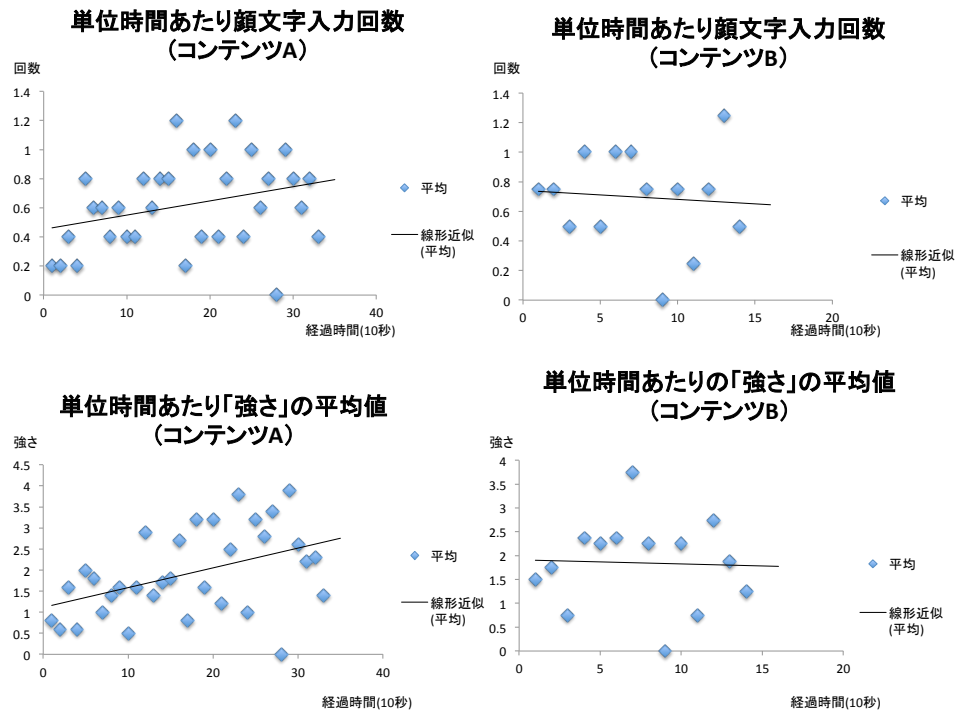 単位時間あたり顔文字入力回数
（コンテンツA）
回数
1.4
1.2
1
0.8
0.6
0.4
0.2
0
0 10 20 30 40
経過時間(10秒)
平均
線形近似
(平均)
単位時間あたり顔文字入力回数
（コンテンツB）
回数
1.4
1.2
1
0.8
0.6
0.4
0.2
0
0 5 10 15 20
経過時間(10秒)
平均
線形近似
(平均)
単位時間あたり「強さ」の平均値
（コンテンツA）
強さ
4.5
4
3.5
3
2.5
2
1.5
1
0.5
0
0 10 20 30 40
経過時間(10秒)
平均
線形近似
(平均)
単位時間あたりの「強さ」の平均値
（コンテンツB）
強さ
4
3.5
3
2.5
2
1.5
1
0.5
0
0 5 10 15 20
経過時間(10秒)
平均
線形近似
(平均)